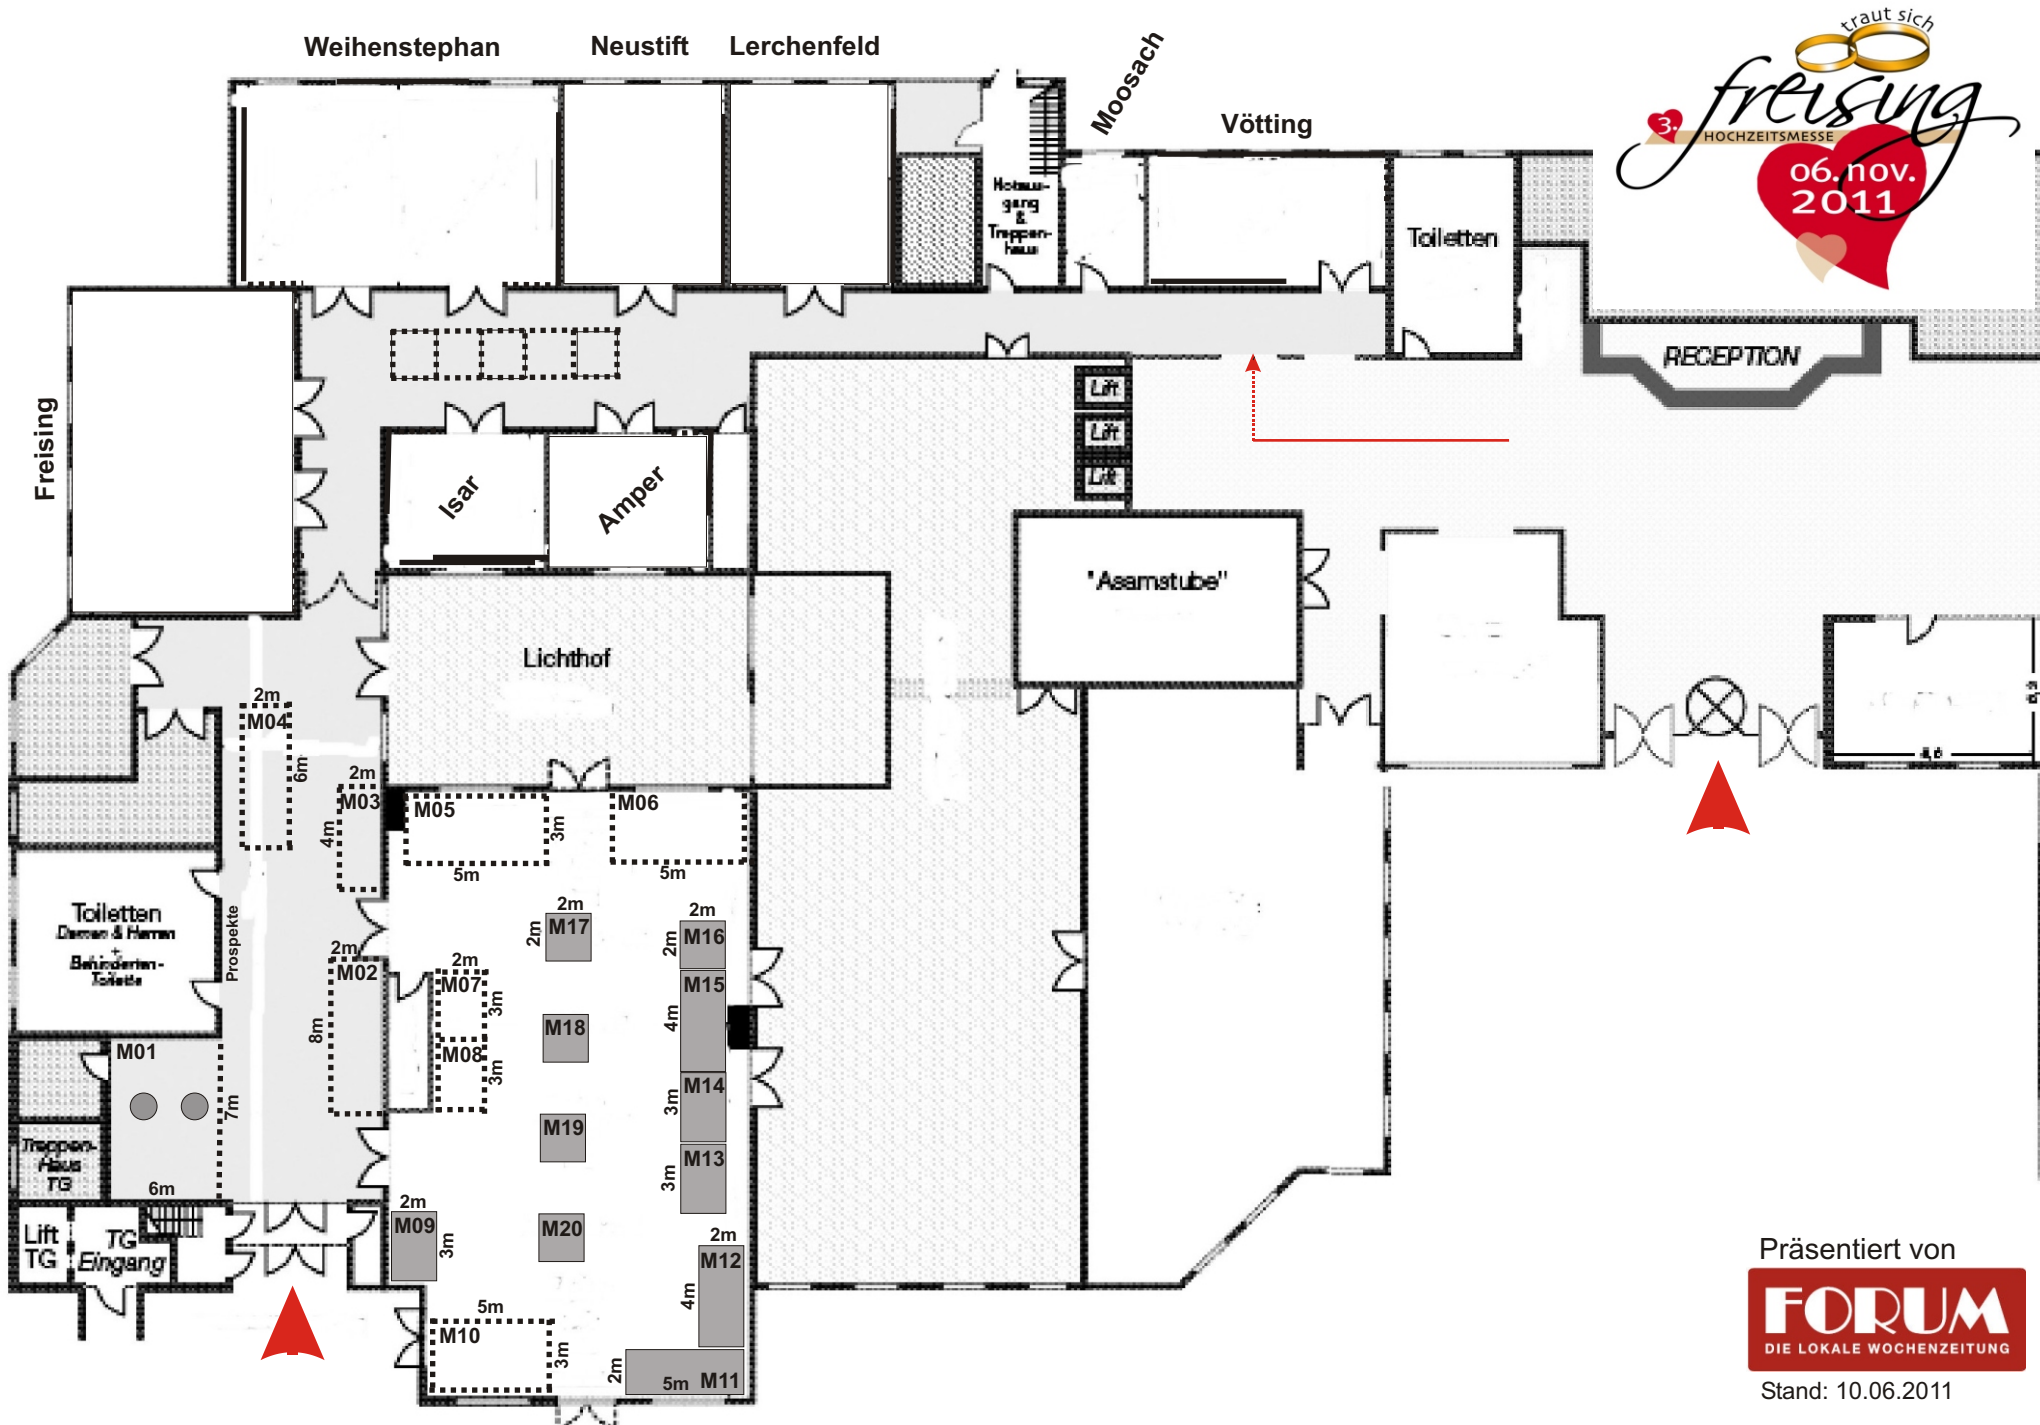 Weihenstephan
Neustift
Lerchenfeld
Moosach
Vötting
traut sich
freising
3.
HOCHZEITSMESSE
06. nov.
2011
Notaus-
gang
&
Treppen-
haus
Toiletten
RECEPTION
Lift
Lift
Lift
Freising
Isar
Amper
"Asamstube"
Lichthof
2m
M04
6m
2m
M03
4m
M05
3m
5m
M06
5m
Toiletten
Damen & Herren
+
Behinderten-
Toilette
Prospekte
2m
M02
8m
2m
M07
3m
M08
3m
2m
M17
2m
2m
M16
2m
M15
4m
M18
M14
3m
M19
M13
3m
M01
7m
6m
Treppen-
Haus
TG
Lift
TG
TG
Eingang
2m
M09
3m
M20
2m
M12
4m
5m
M10
3m
2m
5m M11
Präsentiert von
FORUM
DIE LOKALE WOCHENZEITUNG
Stand: 10.06.2011